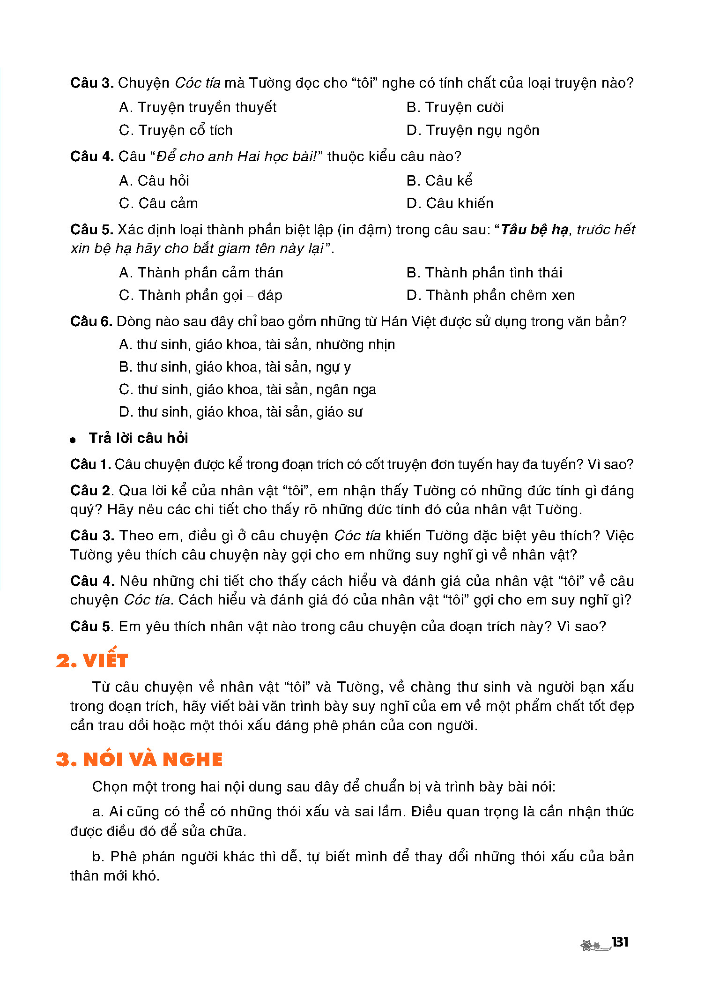 Câu 3. Chuyện Cóc tía mà Tường đọc cho “tôi” nghe có tính chất của loại truyện nào?
A. Truyện truyền thuyết B. Truyện cười
C. Truyện cổ tích D. Truyện ngụ ngôn
Câu 4. Câu “Để cho anh Hai học bài!” thuộc kiểu câu nào?
A. Câu hỏi B. Câu kể
C. Câu cảm D. Câu khiến
Câu 5. Xác định loại thành phần biệt lập (in đậm) trong câu sau: “Tâu bệ hạ, trước hết
xin bệ hạ hãy cho bắt giam tên này lại”.
A. Thành phần cảm thán B. Thành phần tình thái
C. Thành phần gọi – đáp D. Thành phần chêm xen
Câu 6. Dòng nào sau đây chỉ bao gồm những từ Hán Việt được sử dụng trong văn bản?
A. thư sinh, giáo khoa, tài sản, nhường nhịn
B. thư sinh, giáo khoa, tài sản, ngự y
C. thư sinh, giáo khoa, tài sản, ngân nga
D. thư sinh, giáo khoa, tài sản, giáo sư
• Trả lời câu hỏi
Câu 1. Câu chuyện được kể trong đoạn trích có cốt truyện đơn tuyến hay đa tuyến? Vì sao?
Câu 2. Qua lời kể của nhân vật “tôi”, em nhận thấy Tường có những đức tính gì đáng
quý? Hãy nêu các chi tiết cho thấy rõ những đức tính đó của nhân vật Tường.
Câu 3. Theo em, điều gì ở câu chuyện Cóc tía khiến Tường đặc biệt yêu thích? Việc
Tường yêu thích câu chuyện này gợi cho em những suy nghĩ gì về nhân vật?
Câu 4. Nêu những chi tiết cho thấy cách hiểu và đánh giá của nhân vật “tôi” về câu
chuyện Cóc tía. Cách hiểu và đánh giá đó của nhân vật “tôi” gợi cho em suy nghĩ gì?
Câu 5. Em yêu thích nhân vật nào trong câu chuyện của đoạn trích này? Vì sao?
2. VIẾT
Từ câu chuyện về nhân vật “tôi” và Tường, về chàng thư sinh và người bạn xấu
trong đoạn trích, hãy viết bài văn trình bày suy nghĩ của em về một phẩm chất tốt đẹp
cần trau dồi hoặc một thói xấu đáng phê phán của con người.
3. NÓI VÀ NGHE
Chọn một trong hai nội dung sau đây để chuẩn bị và trình bày bài nói:
a. Ai cũng có thể có những thói xấu và sai lầm. Điều quan trọng là cần nhận thức
được điều đó để sửa chữa.
b. Phê phán người khác thì dễ, tự biết mình để thay đổi những thói xấu của bản
thân mới khó.
131